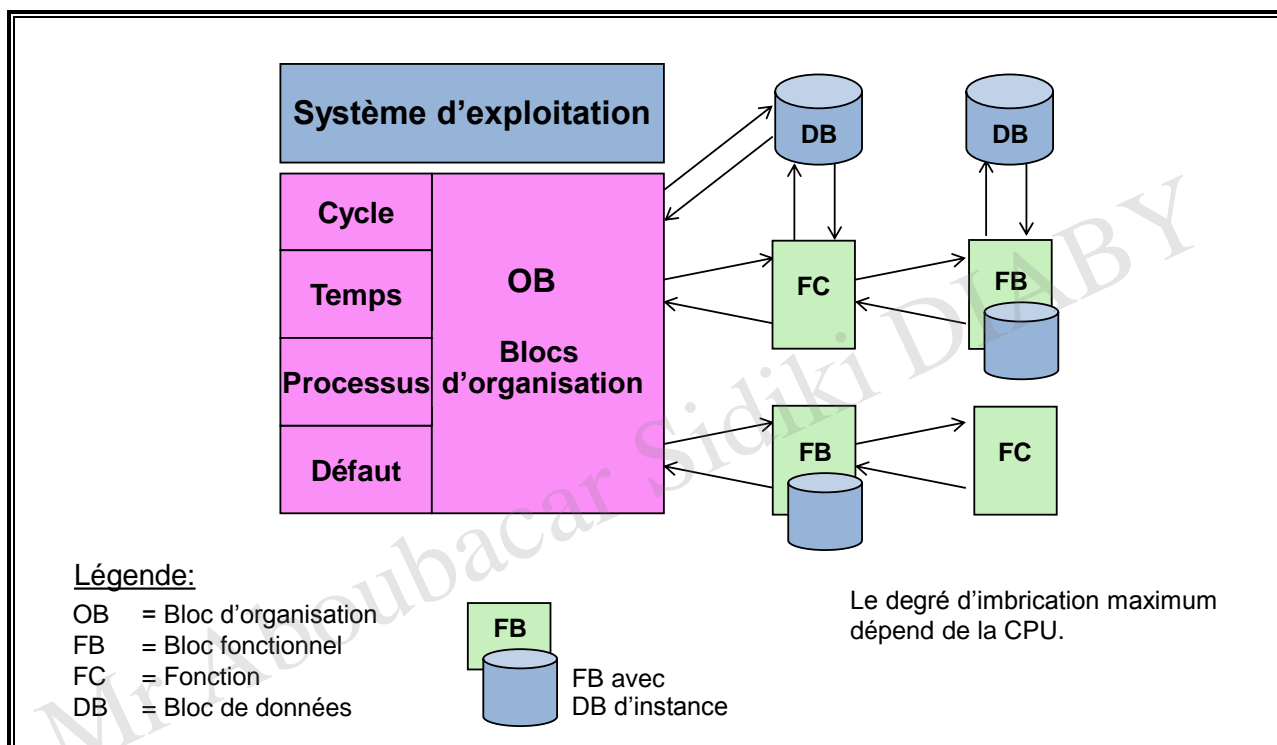 Système d'exploitation
DB
DB
Cycle
Temps
Processus
Défaut
OB
Blocs
d'organisation
FC
FB
FB
FC
Légende:
OB = Bloc d'organisation
FB = Bloc fonctionnel
FC = Fonction
DB = Bloc de données
FB
FB avec
DB d'instance
Le degré d'imbrication maximum
dépend de la CPU.
Mr Aboubacar Sidiki DIABY